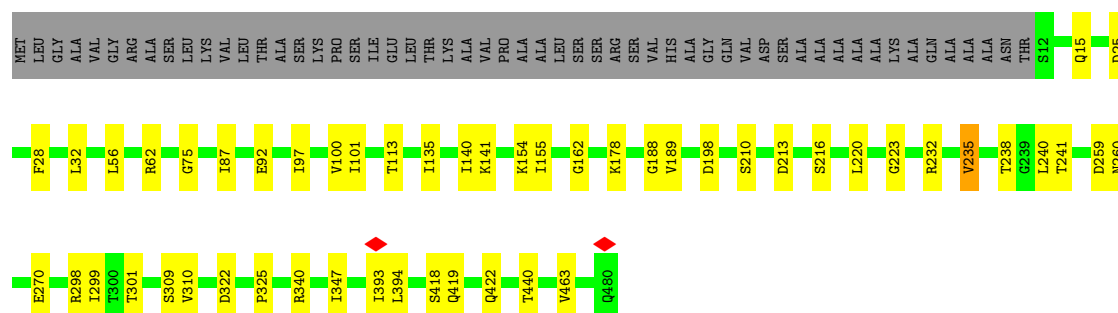 MET LEU GLY ALA VAL GLY ARG ALA SER LEU LYS VAL LEU THR ALA SER LYS PRO SER ILE GLU LEU LEU THR LYS ALA VAL PRO ALA ALA LEU SER SER ARG SER VAL HIS ALA GLY GLN VAL ASP SER ALA ALA ALA ALA ALA LYS ALA GLN ALA ALA ALA ALA ASN THR S12 Q15 D25
F28 L32 L56 R62 G75 I87 E92 I97 V100 I101 T113 I135 I140 K141 K154 I155 G162 K178 G188 V189 D198 S210 D213 S216 L220 G223 R232 V235 T238 G239 L240 T241 D259 N260
E270 R298 I299 T300 T301 S309 V310 D322 P325 R340 I347 I393 L394 S418 Q419 Q422 T440 V463 Q480